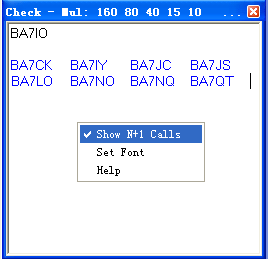 Check - Mul: 160 80 40 15 10 ...
BA7IO
BA7CK BA7IY BA7JC BA7JS
BA7LO BA7NO BA7NQ BA7QT
Show N+1 Calls
Set Font
Help